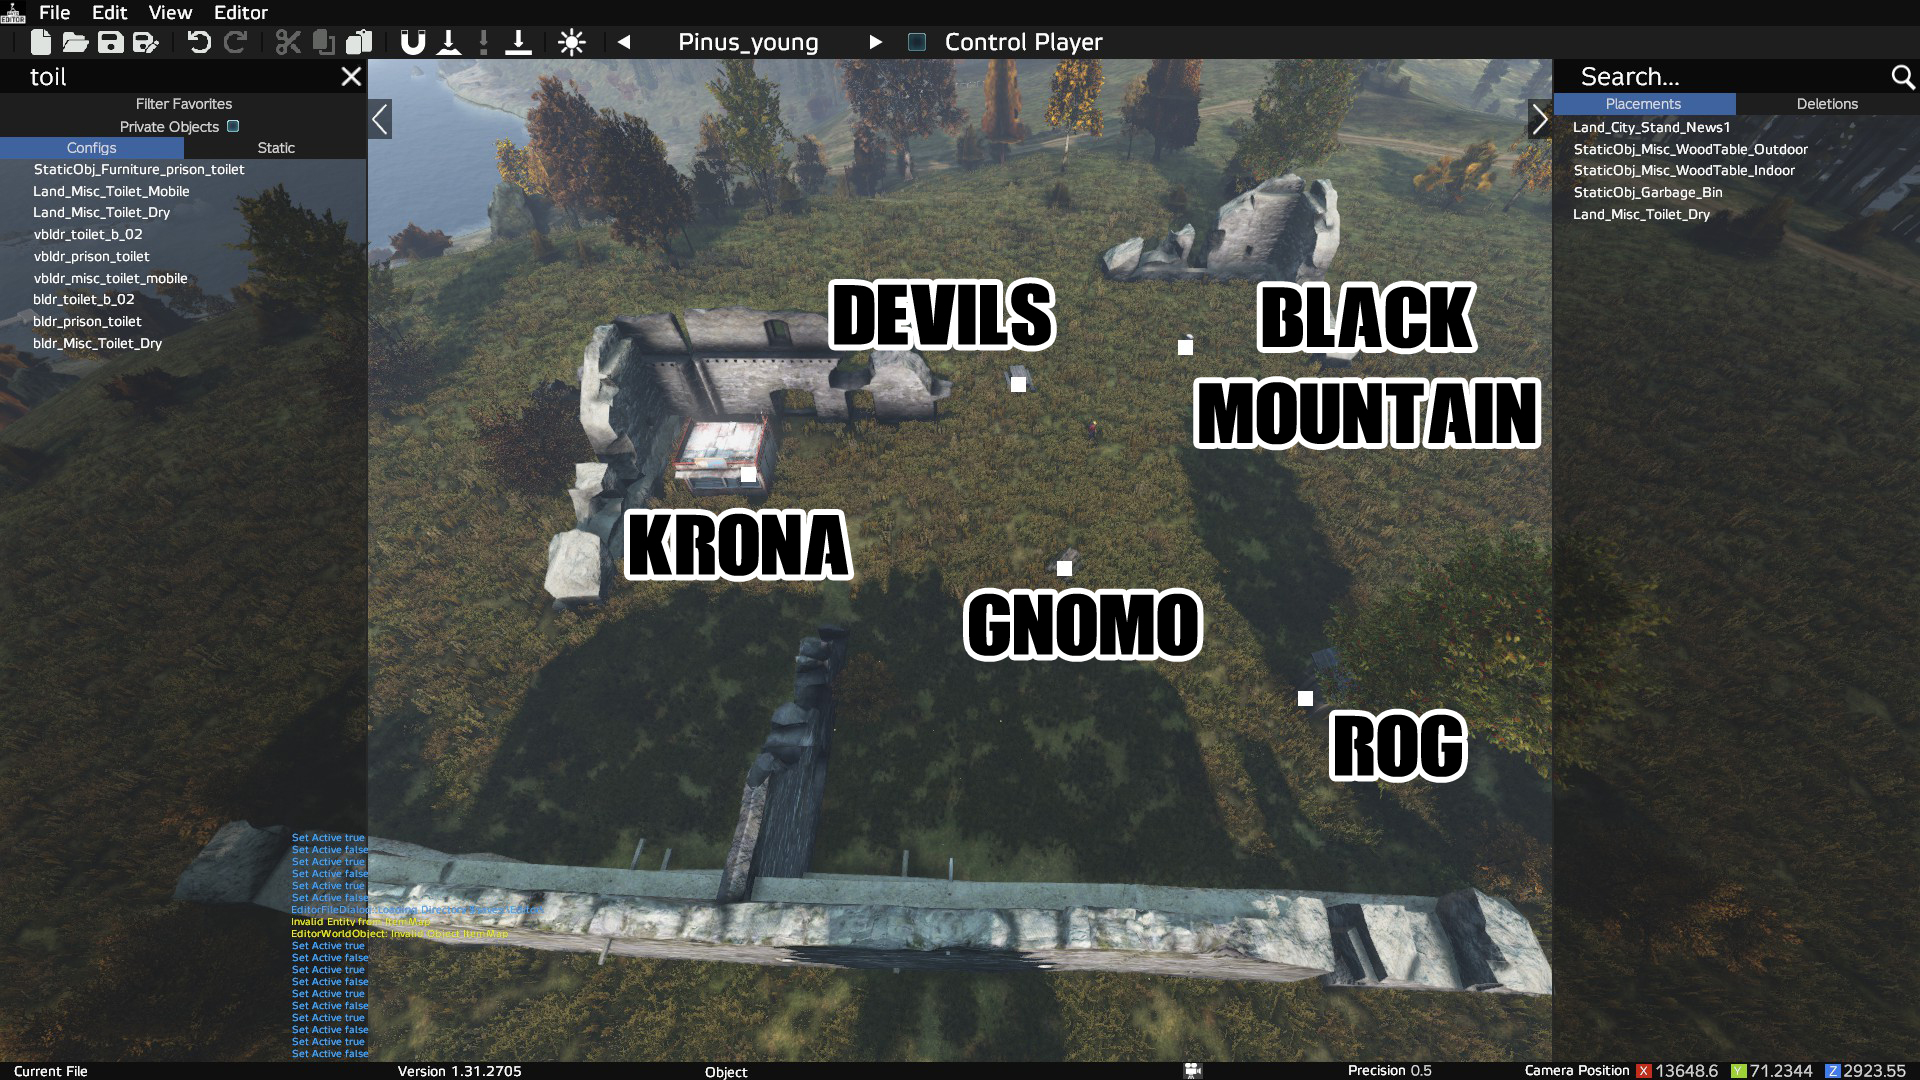 File Edit View Editor
Pinus_young Control Player
toil
Filter Favorites
Private Objects
Configs Static
StaticObj_Furniture_prison_toilet
Land_Misc_Toilet_Mobile
Land_Misc_Toilet_Dry
vbldr_toilet_b_02
vbldr_prison_toilet
vbldr_misc_toilet_mobile
bldr_toilet_b_02
bldr_prison_toilet
bldr_Misc_Toilet_Dry
Search...
Placements Deletions
Land_City_Stand_News1
StaticObj_Misc_WoodTable_Outdoor
StaticObj_Misc_WoodTable_Indoor
StaticObj_Garbage_Bin
Land_Misc_Toilet_Dry
DEVILS
BLACK
MOUNTAIN
KRONA
GNOMO
ROG
Set Active true
Set Active false
Set Active true
Set Active false
Set Active true
Set Active false
EditorFileDialog: Loading Directory
Invalid Entity from ItemMap
EditorWorldObject: Invalid Object ItemMap
Set Active true
Set Active false
Set Active true
Set Active false
Set Active true
Set Active false
Set Active true
Set Active false
Set Active true
Set Active false
Current File Version 1.31.2705 Object Precision 0.5 Camera Position X 13648.6 Y 71.2344 Z 2923.55